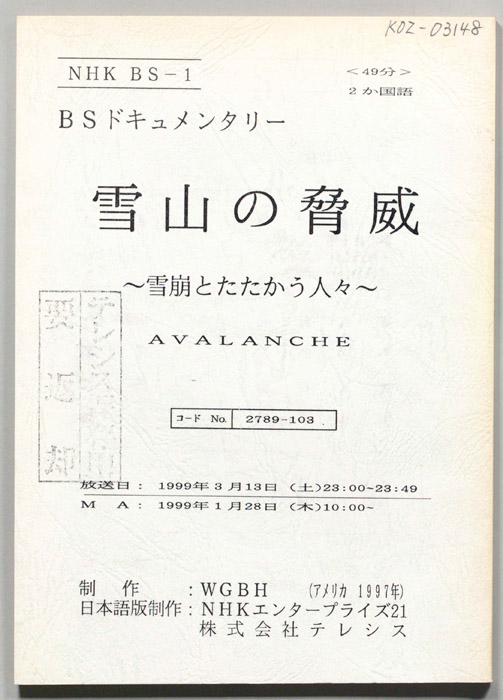 KOZ-03148
NHK BS-1
<49分>
2か国語
BSドキュメンタリー
雪山の脅威
~雪崩とたたかう人々~
AVALANCHE
コード No. 2789-103.
放送日: 1999年3月13日 (土)23:00~23:49
M A: 1999年1月28日 (木)10:00~
制 作 :WGBH (アメリカ 1997年)
日本語版制作:NHKエンタープライズ21
株式会社テレシス